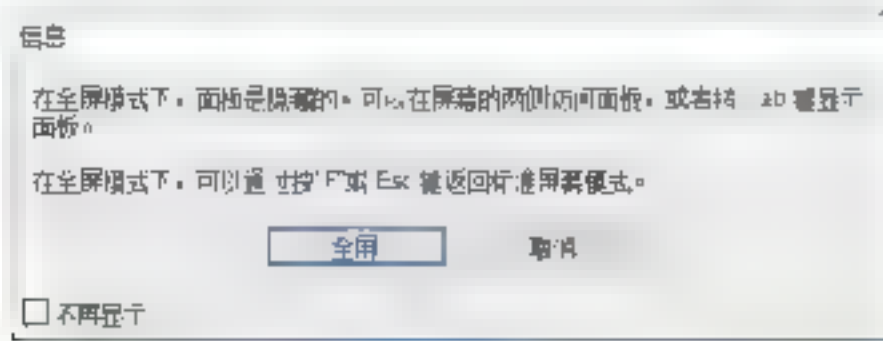 信息
在全屏模式下，面板是隐藏的。可以在屏幕的两侧访问面板，或者按 Tab 键显示
面板。
在全屏模式下，可以通过按“F”或 Esc 键返回标准屏幕模式。
全屏
取消
不再显示